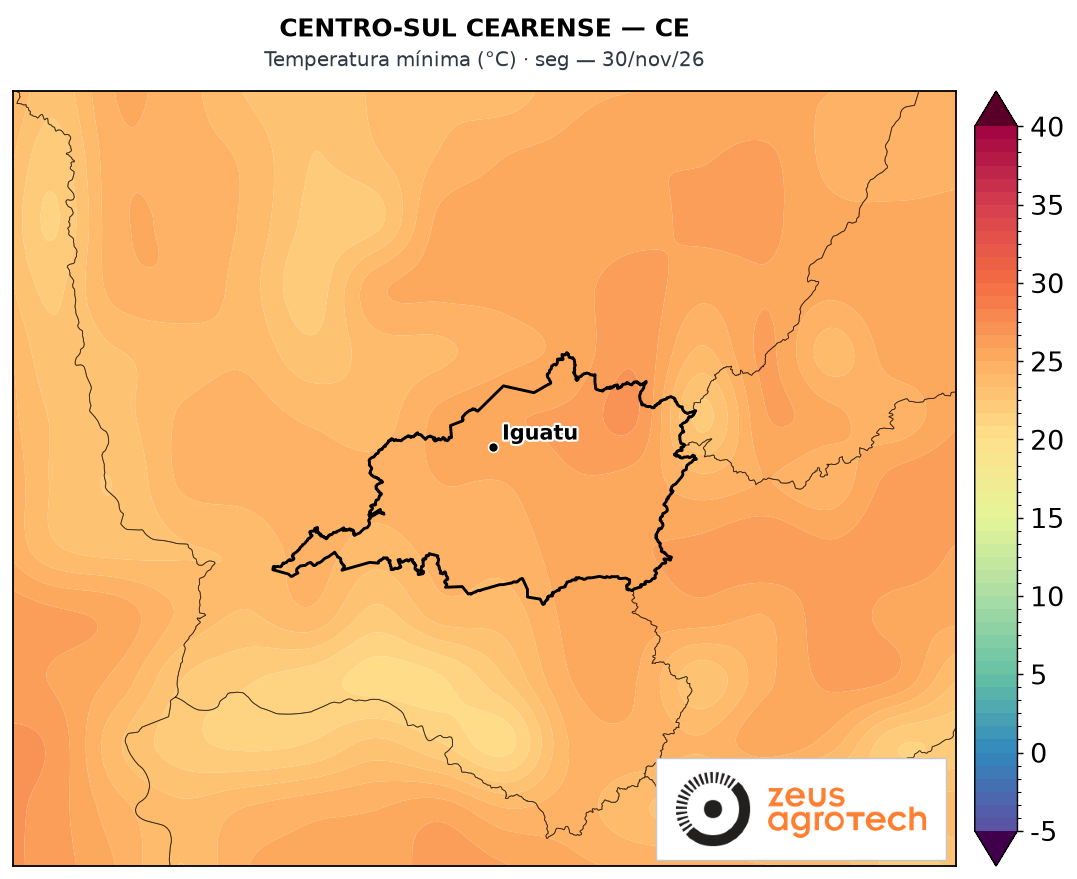 CENTRO-SUL CEARENSE — CE
Temperatura mínima (°C) · seg — 30/nov/26
40
35
30
25
20
15
10
5
0
-5
Iguatu
zeus
agrotech